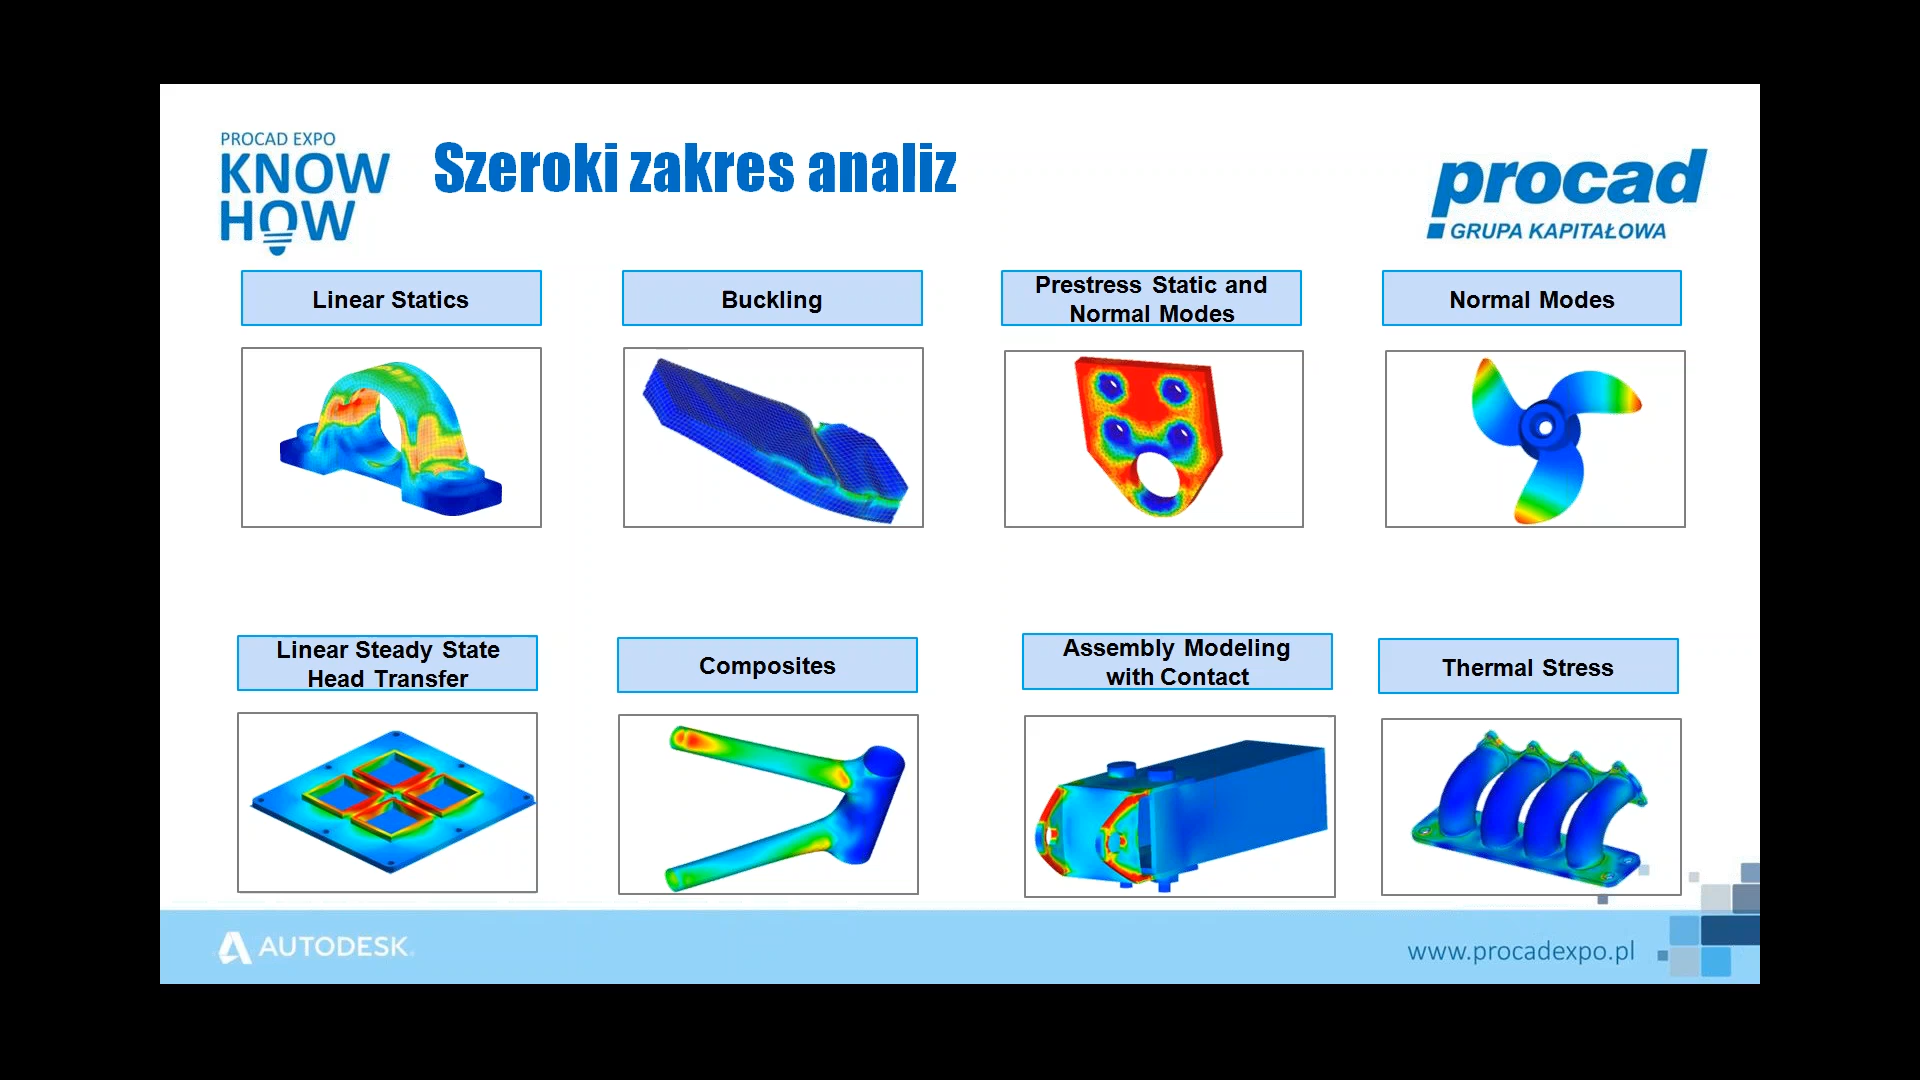 PROCAD EXPO
KNOW
HOW
Szeroki zakres analiz
procad
GRUPA KAPITAŁOWA
Linear Statics
Buckling
Prestress Static and
Normal Modes
Normal Modes
Linear Steady State
Head Transfer
Composites
Assembly Modeling
with Contact
Thermal Stress
AUTODESK
www.procadexpo.pl